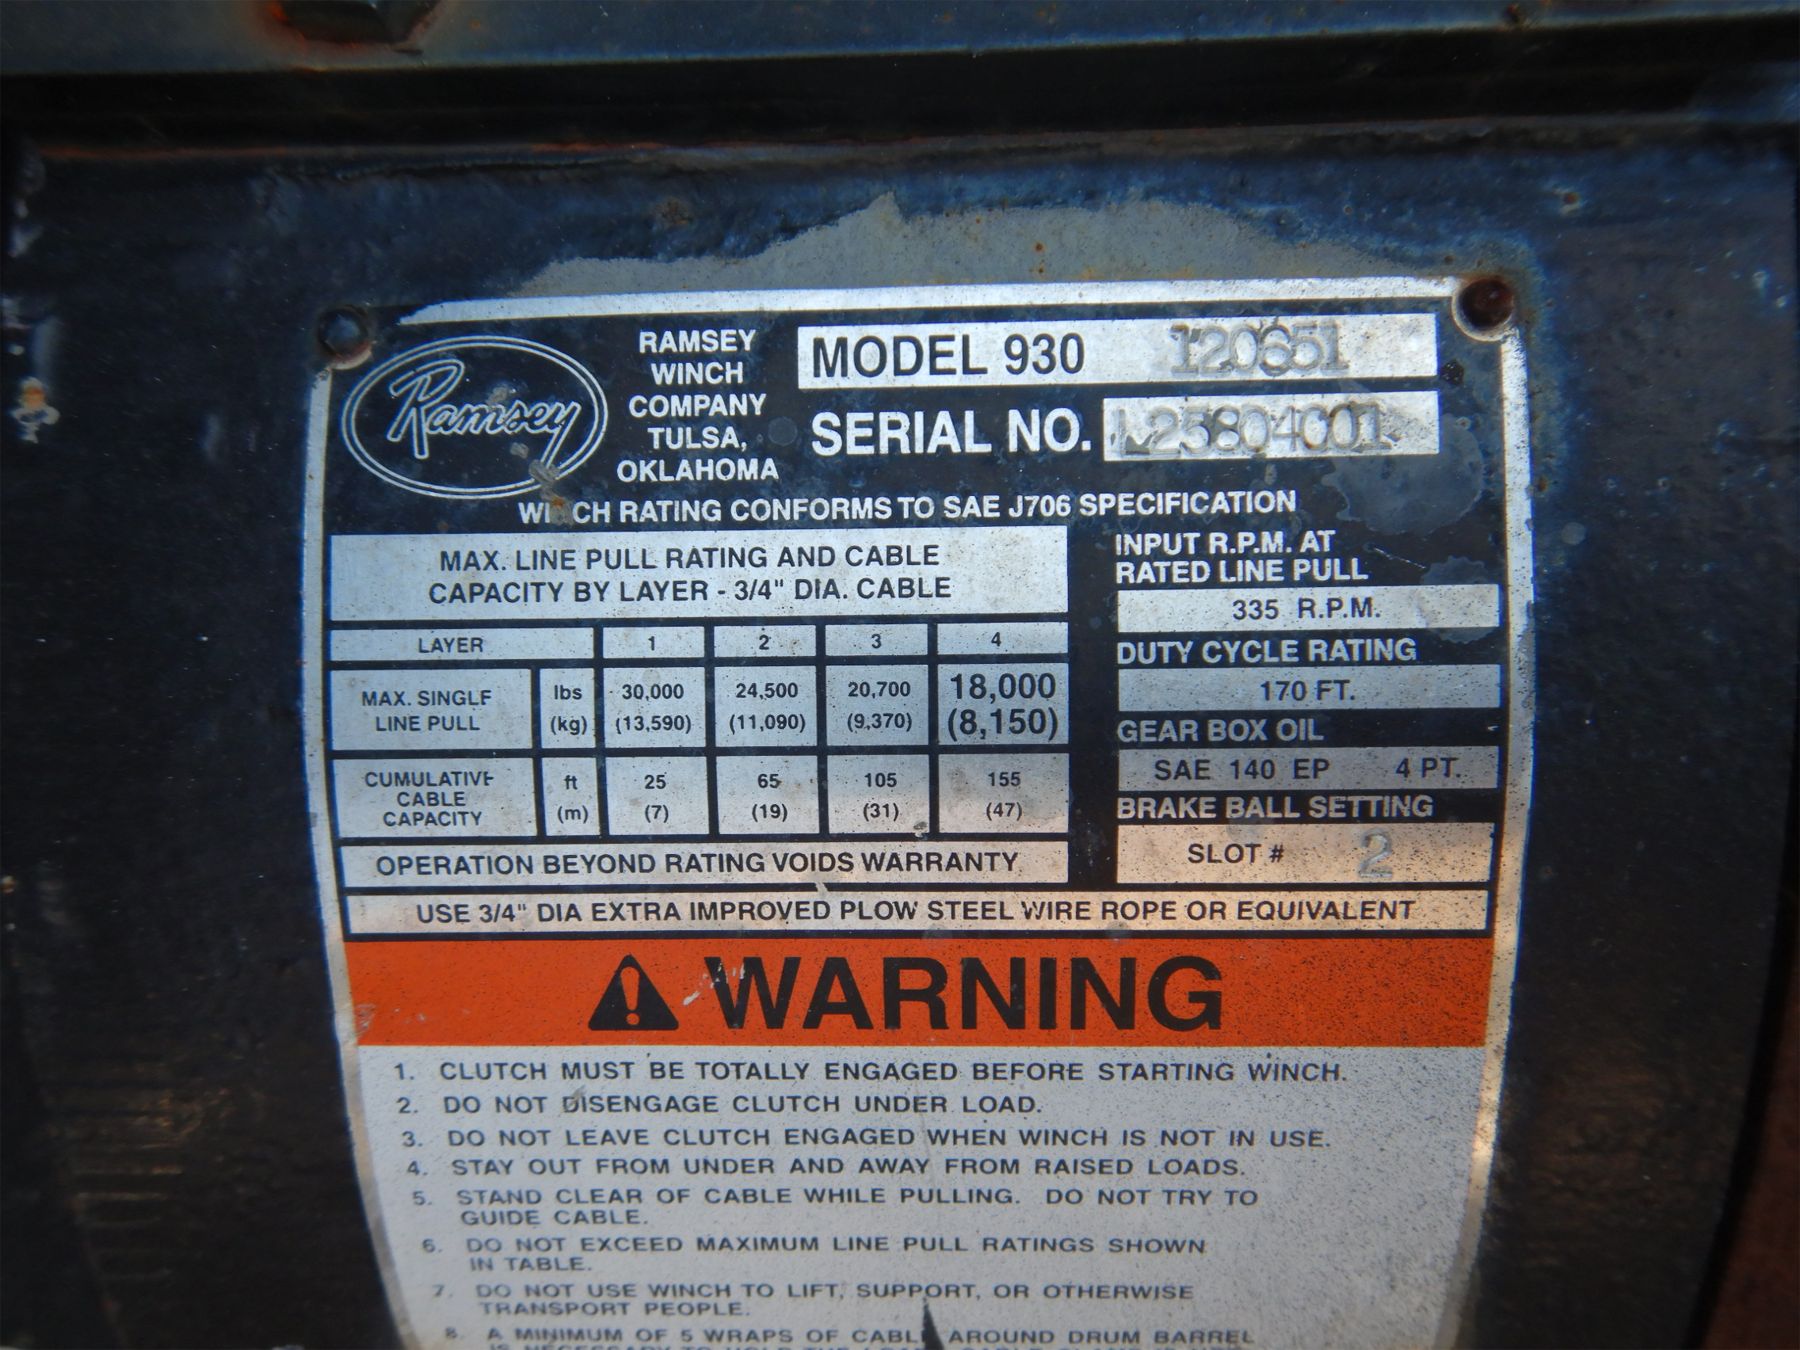 Ramsey
RAMSEY
WINCH
COMPANY
TULSA,
OKLAHOMA
MODEL 930 120651
SERIAL NO. 25804001
WINCH RATING CONFORMS TO SAE J706 SPECIFICATION
MAX. LINE PULL RATING AND CABLE
CAPACITY BY LAYER - 3/4" DIA. CABLE
LAYER 1 2 3 4
MAX. SINGLE
LINE PULL
lbs 30,000 24,500 20,700 18,000
(kg) (13,590) (11,090) (9,370) (8,150)
CUMULATIVE
CABLE
CAPACITY
ft 25 65 105 155
(m) (7) (19) (31) (47)
OPERATION BEYOND RATING VOIDS WARRANTY
INPUT R.P.M. AT
RATED LINE PULL
335 R.P.M.
DUTY CYCLE RATING
170 FT.
GEAR BOX OIL
SAE 140 EP 4 PT.
BRAKE BALL SETTING
SLOT # 2
USE 3/4" DIA EXTRA IMPROVED PLOW STEEL WIRE ROPE OR EQUIVALENT
WARNING
1. CLUTCH MUST BE TOTALLY ENGAGED BEFORE STARTING WINCH.
2. DO NOT DISENGAGE CLUTCH UNDER LOAD.
3. DO NOT LEAVE CLUTCH ENGAGED WHEN WINCH IS NOT IN USE.
4. STAY OUT FROM UNDER AND AWAY FROM RAISED LOADS.
5. STAND CLEAR OF CABLE WHILE PULLING. DO NOT TRY TO
GUIDE CABLE.
6. DO NOT EXCEED MAXIMUM LINE PULL RATINGS SHOWN
IN TABLE.
7. DO NOT USE WINCH TO LIFT, SUPPORT, OR OTHERWISE
TRANSPORT PEOPLE.
8. A MINIMUM OF 5 WRAPS OF CABLE AROUND DRUM BARREL